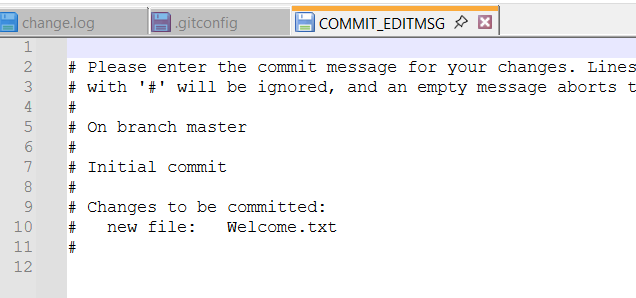 change.log .gitconfig COMMIT_EDITMSG
1
2 # Please enter the commit message for your changes. Lines
3 # with '#' will be ignored, and an empty message aborts t
4 #
5 # On branch master
6 #
7 # Initial commit
8 #
9 # Changes to be committed:
10 #   new file:   Welcome.txt
11 #
12